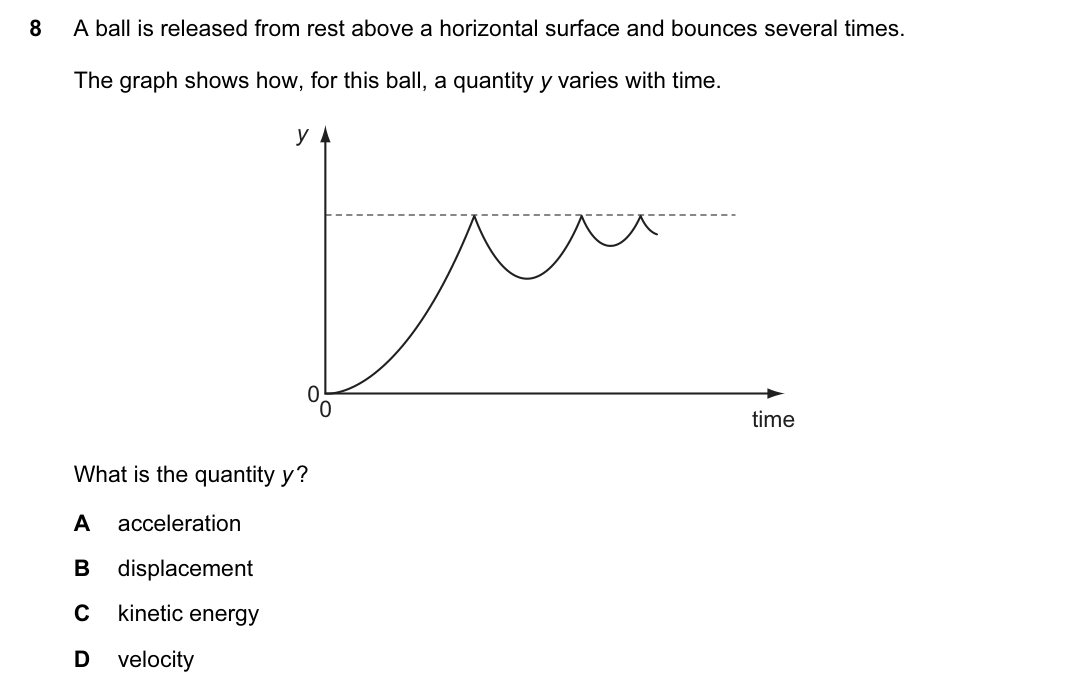 8 A ball is released from rest above a horizontal surface and bounces several times.
The graph shows how, for this ball, a quantity y varies with time.
y
0
0
time
What is the quantity y?
A acceleration
B displacement
C kinetic energy
D velocity